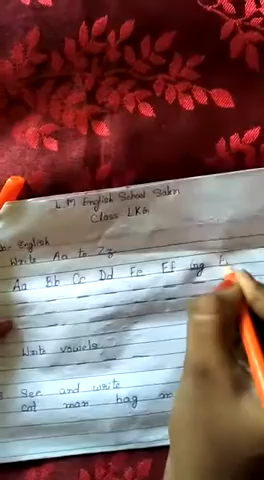 L M English School Sakri
Class LKG
English
Write Aa to Zz
Aa Bb Cc Dd Ee Ff Gg
Write vowels.
See and write
cat man bag